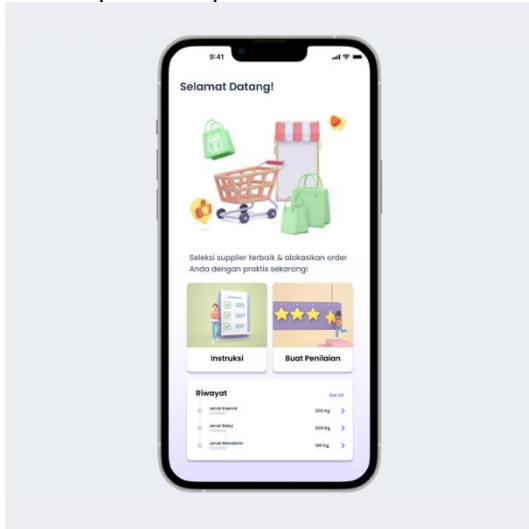 9:41
Selamat Datang!
Seleksi supplier terbaik & alokasikan order
Anda dengan praktis sekarang!
Instruksi
Buat Penilaian
Riwayat
See All
Jeruk Keprok
200 Kg
Jeruk Baby
500 Kg
Jeruk Mandarin
100 Kg